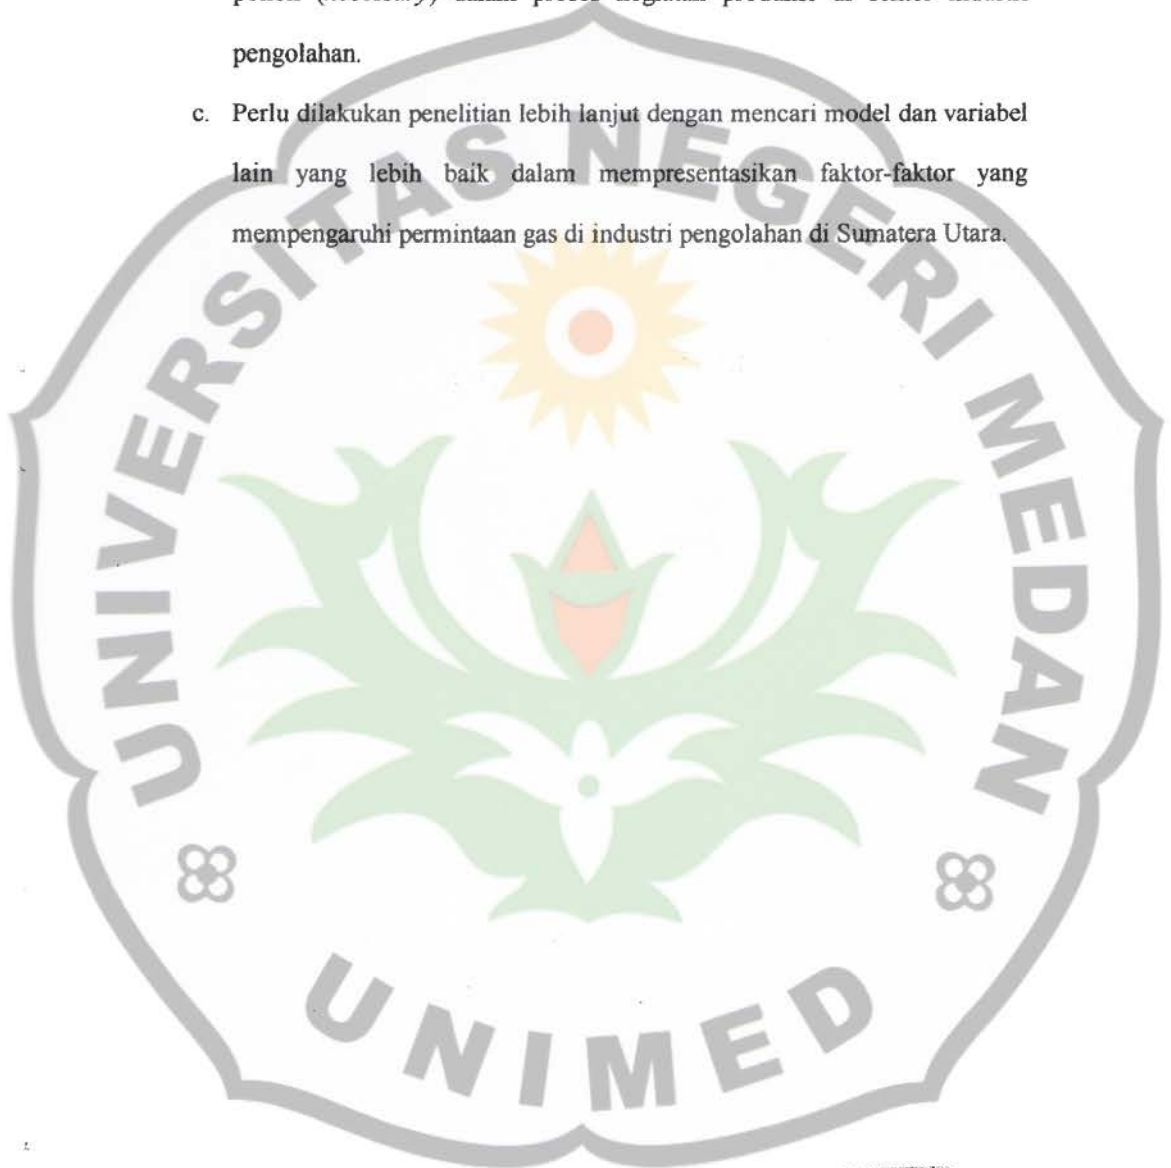 pengolahan.
c. Perlu dilakukan penelitian lebih lanjut dengan mencari model dan variabel
lain yang lebih baik dalam mempresentasikan faktor-faktor yang
mempengaruhi permintaan gas di industri pengolahan di Sumatera Utara.
UNIVERSITAS NEGERI MEDAN
UNIMED